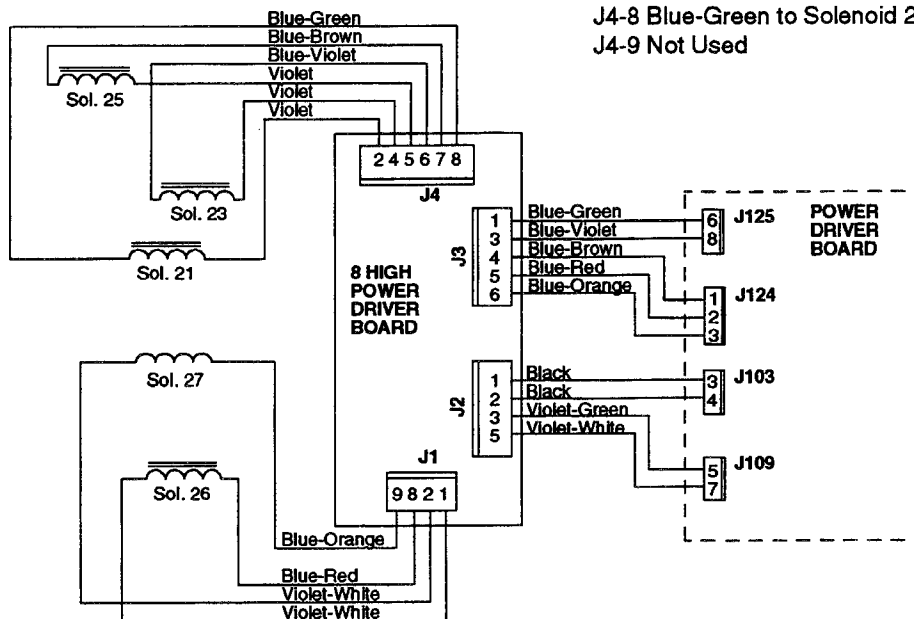 J4-8 Blue-Green to Solenoid 2
J4-9 Not Used
Blue-Green
Blue-Brown
Blue-Violet
Violet
Violet
Violet
Sol. 25
Sol. 23
Sol. 21
2 4 5 6 7 8
J4
8 HIGH
POWER
DRIVER
BOARD
J3
1 Blue-Green
3 Blue-Violet
4 Blue-Brown
5 Blue-Red
6 Blue-Orange
6
8
J125
POWER
DRIVER
BOARD
1
2
3
J124
J2
1 Black
2 Black
3 Violet-Green
5 Violet-White
3
4
J103
5
7
J109
Sol. 27
Sol. 26
J1
9 8 2 1
Blue-Orange
Blue-Red
Violet-White
Violet-White